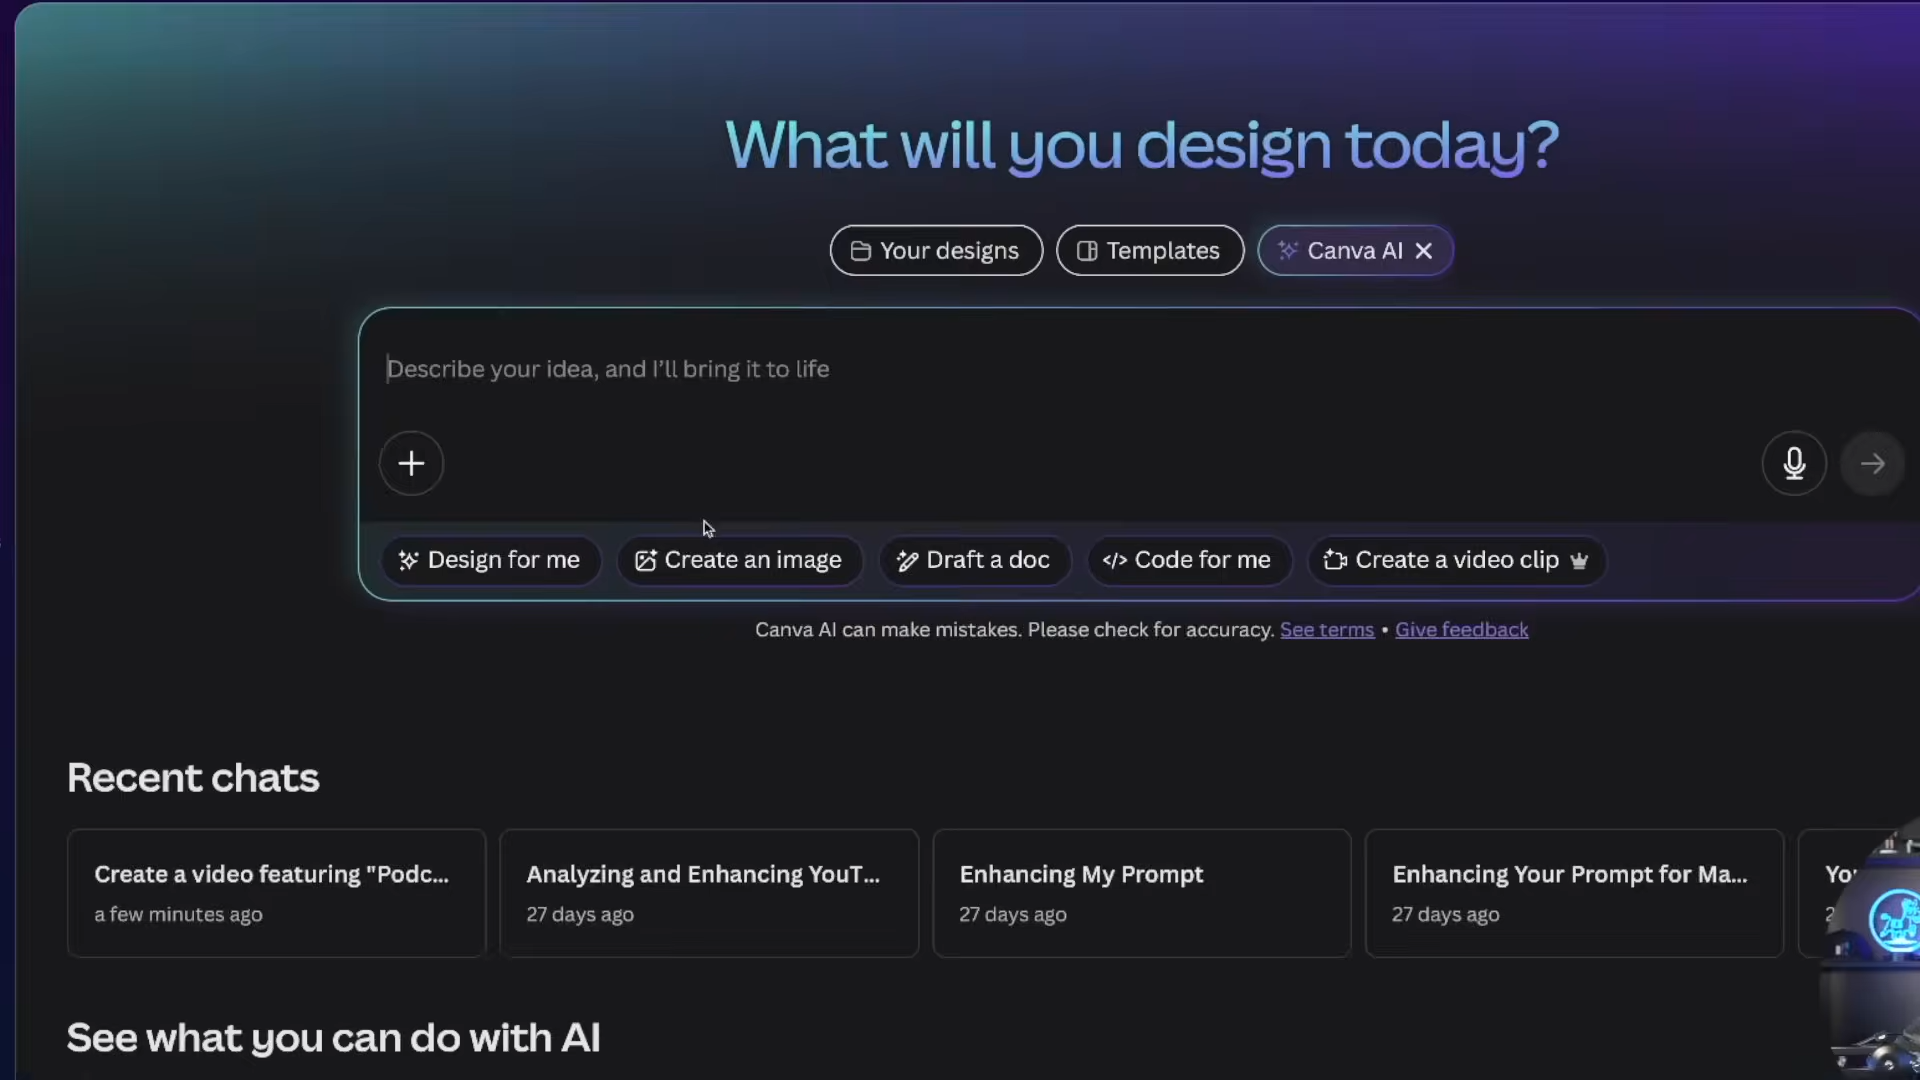 What will you design today?
Your designs
Templates
Canva AI
Describe your idea, and I'll bring it to life
Design for me
Create an image
Draft a doc
</> Code for me
Create a video clip
Canva AI can make mistakes. Please check for accuracy. See terms • Give feedback
Recent chats
Create a video featuring "Podc...
a few minutes ago
Analyzing and Enhancing YouT...
27 days ago
Enhancing My Prompt
27 days ago
Enhancing Your Prompt for Ma...
27 days ago
See what you can do with AI